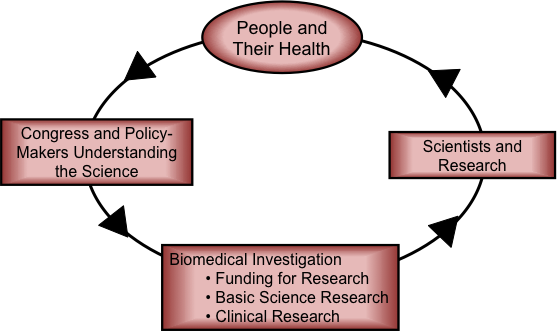 People and
Their Health
Congress and Policy-
Makers Understanding
the Science
Scientists and
Research
Biomedical Investigation
• Funding for Research
• Basic Science Research
• Clinical Research